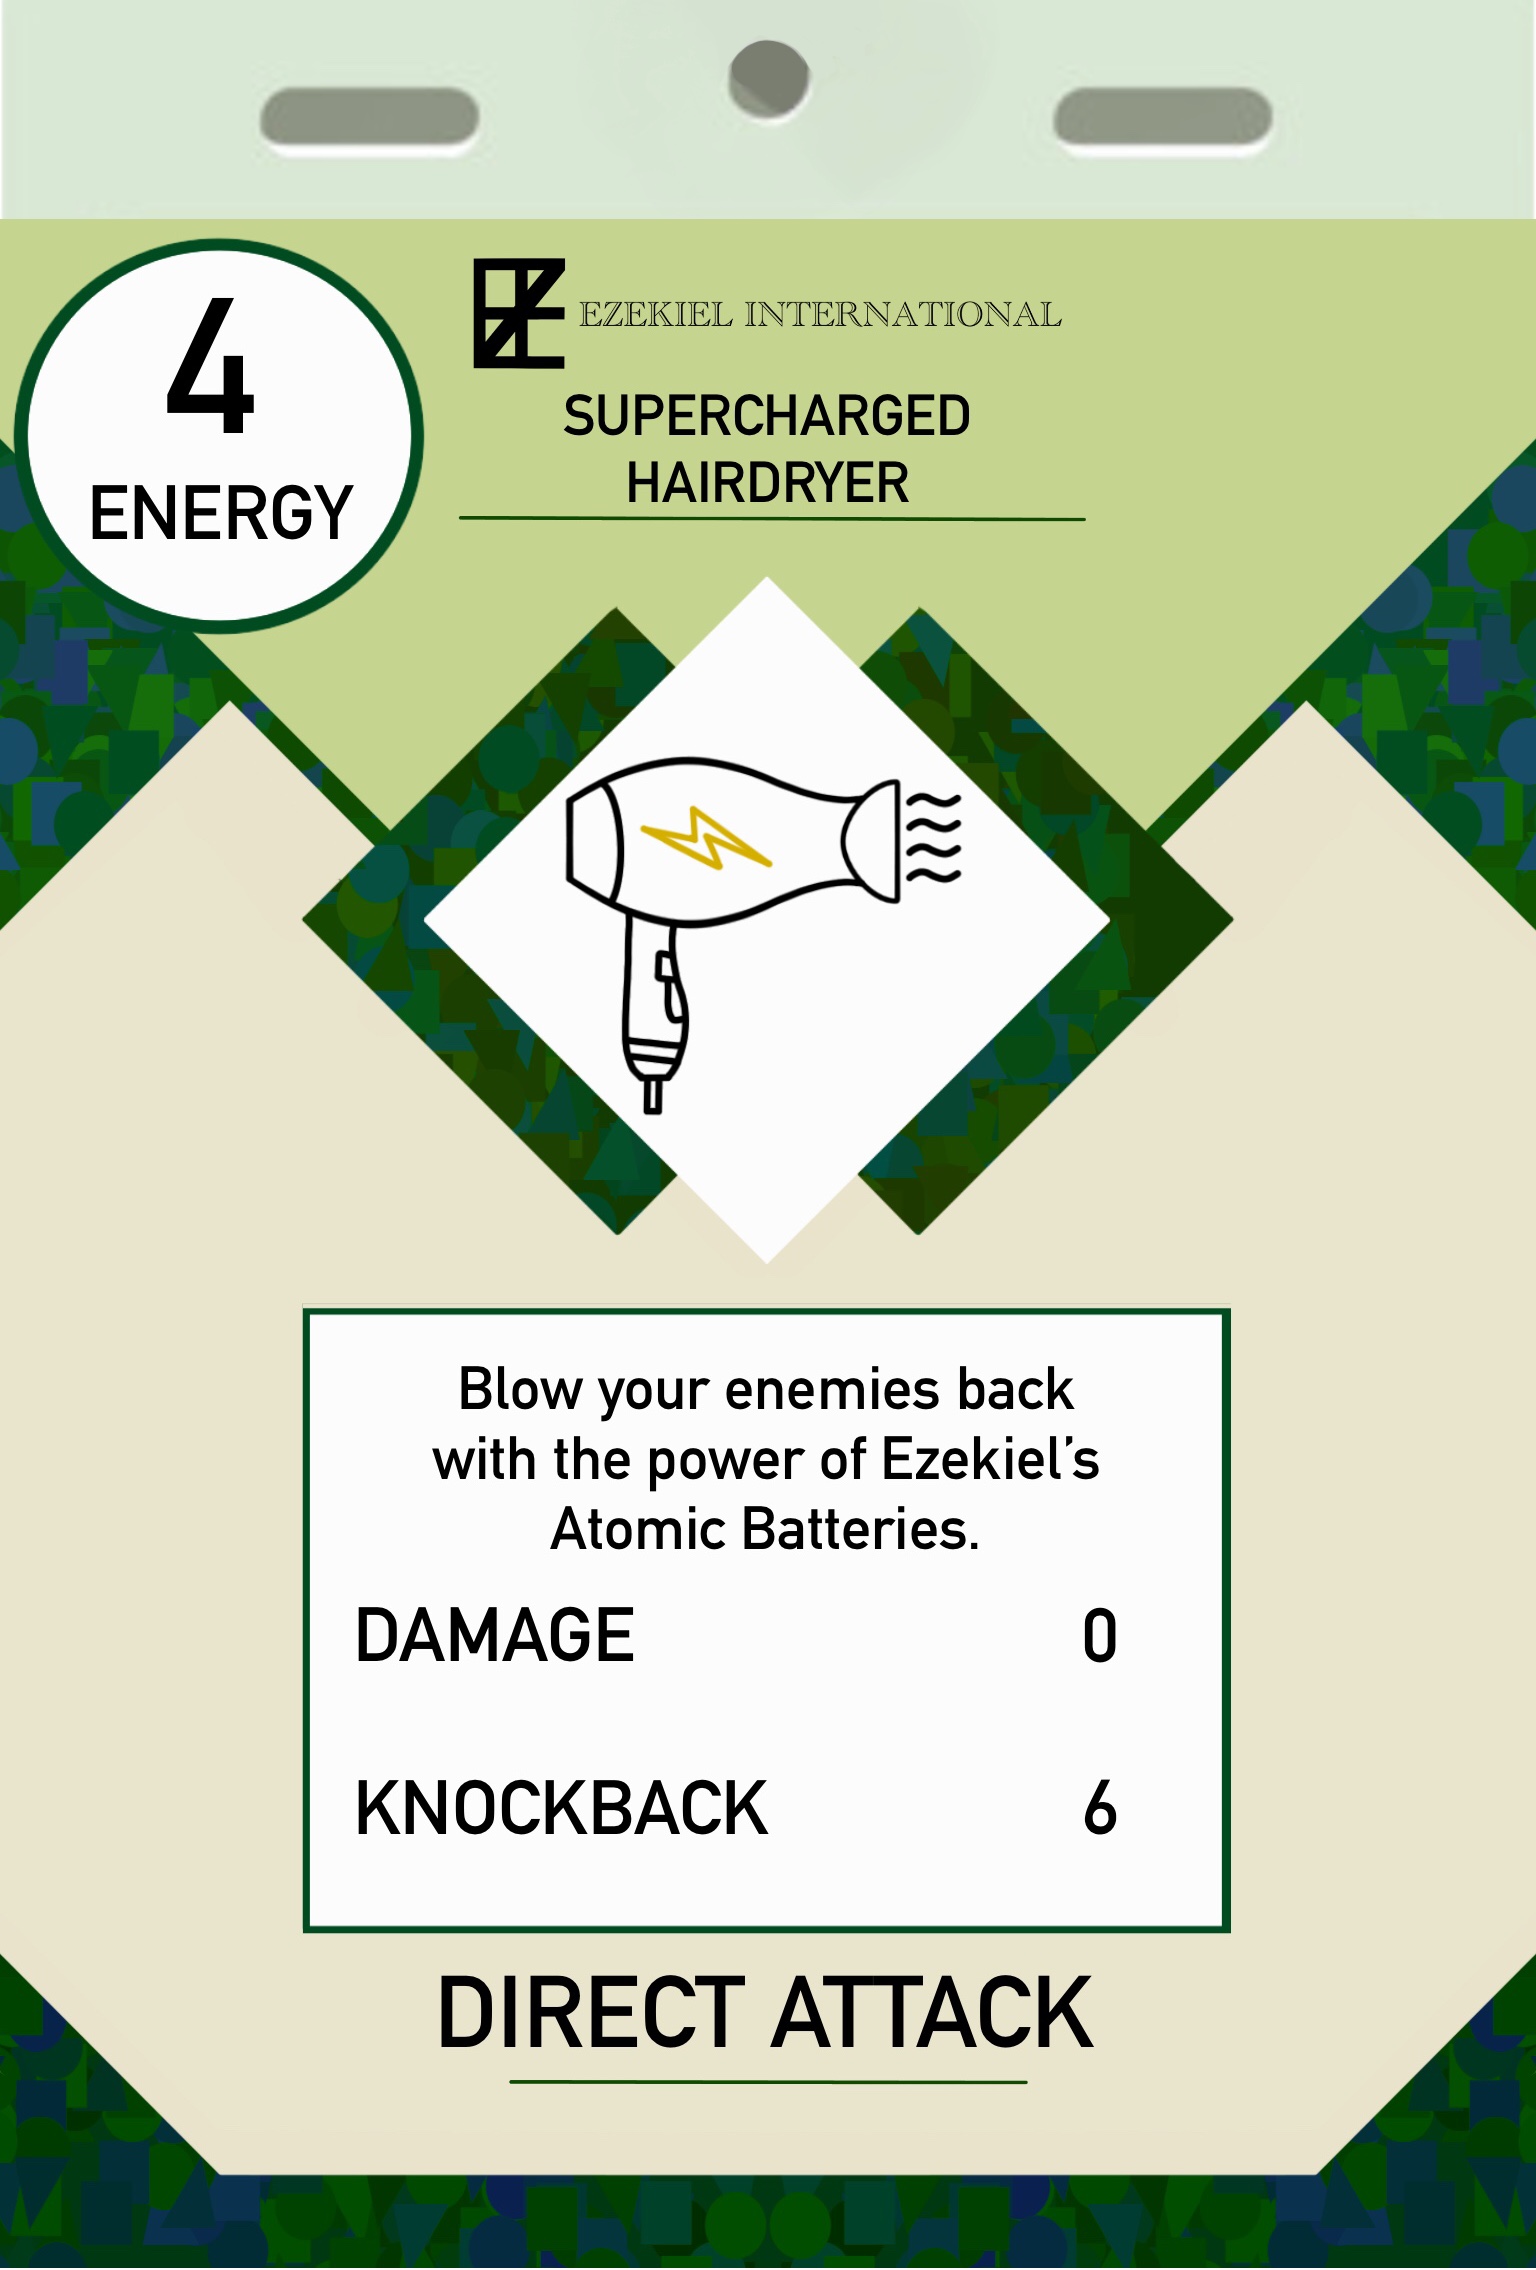 4
ENERGY
EZ EZEKIEL INTERNATIONAL
SUPERCHARGED
HAIRDRYER
Blow your enemies back
with the power of Ezekiel’s
Atomic Batteries.
DAMAGE 0
KNOCKBACK 6
DIRECT ATTACK